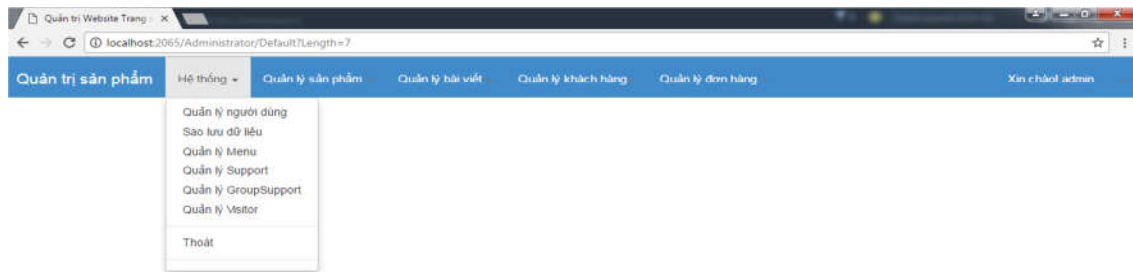 Quản trị Website Trang
localhost:2065/Administrator/Default?Length=7
Quản trị sản phẩm Hệ thống Quản lý sản phẩm Quản lý bài viết Quản lý khách hàng Quản lý đơn hàng Xin chào! admin
Quản lý người dùng
Sao lưu dữ liệu
Quản lý Menu
Quản lý Support
Quản lý GroupSupport
Quản lý Visitor
Thoát